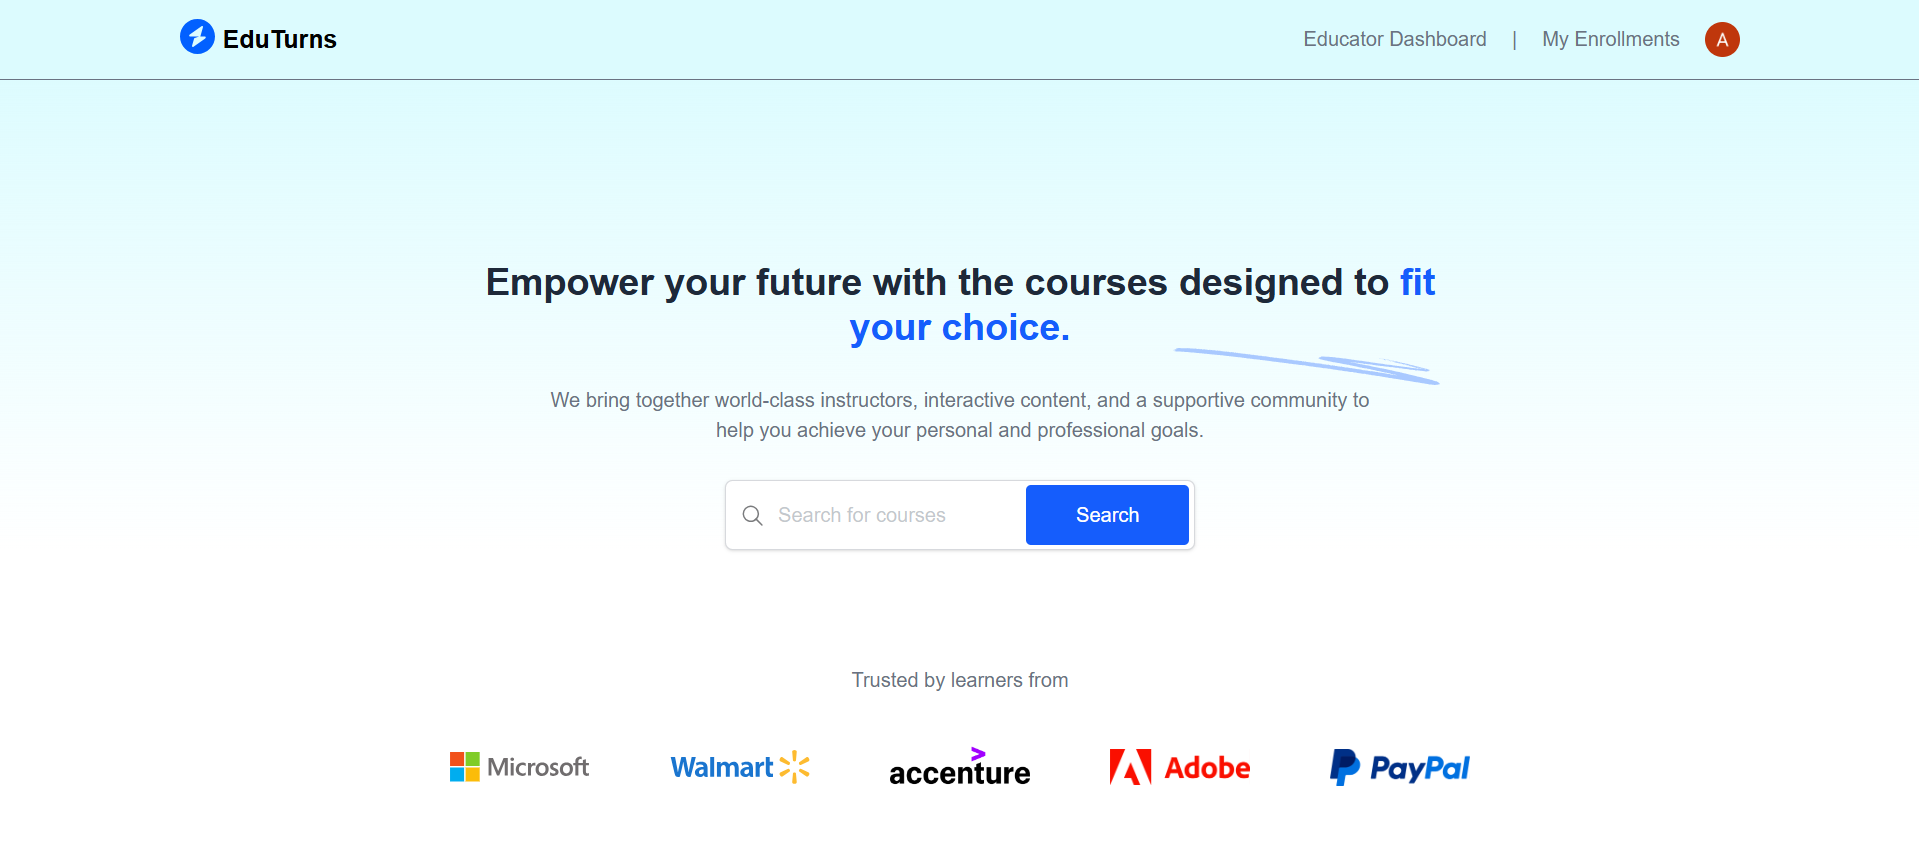 EduTurns
Educator Dashboard | My Enrollments A
Empower your future with the courses designed to fit
your choice.
We bring together world-class instructors, interactive content, and a supportive community to
help you achieve your personal and professional goals.
Search for courses Search
Trusted by learners from
Microsoft Walmart accenture Adobe PayPal